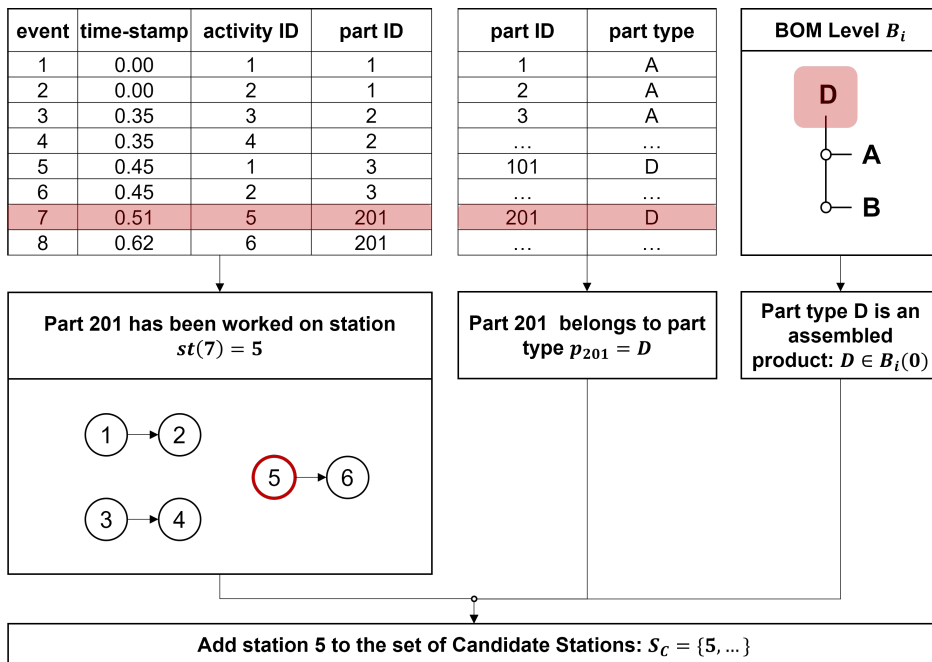 event time-stamp activity ID part ID
1 0.00 1 1
2 0.00 2 1
3 0.35 3 2
4 0.35 4 2
5 0.45 1 3
6 0.45 2 3
7 0.51 5 201
8 0.62 6 201
part ID part type
1 A
2 A
3 A
... ...
101 D
... ...
201 D
... ...
BOM Level B_i
D
A
B
Part 201 has been worked on station
st(7) = 5
1 2
5 6
3 4
Part 201 belongs to part
type p_201 = D
Part type D is an
assembled
product: D ∈ B_i(0)
Add station 5 to the set of Candidate Stations: S_C = {5, ...}